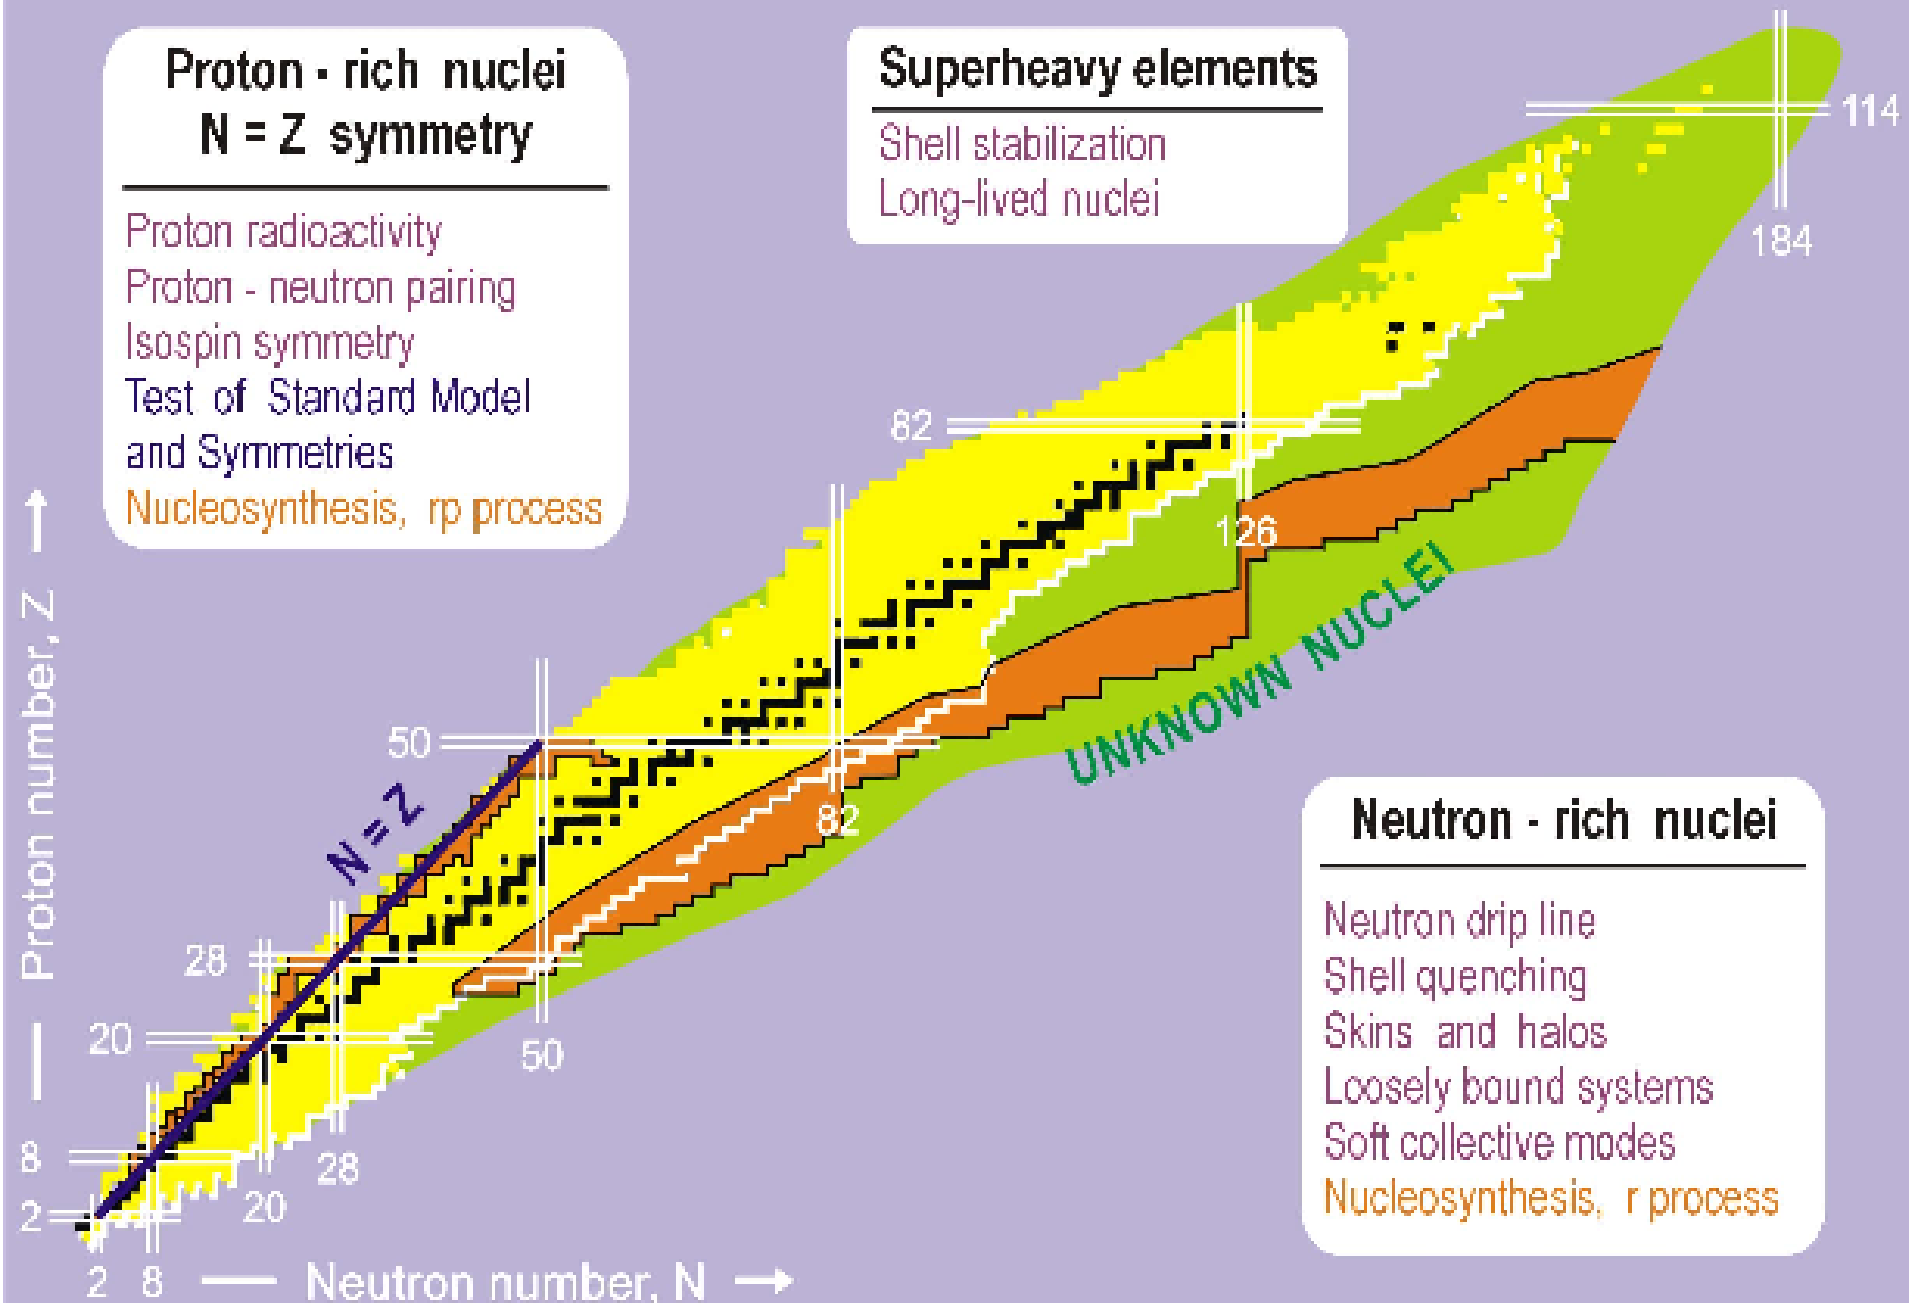 Proton - rich nuclei
N = Z symmetry
Proton radioactivity
Proton - neutron pairing
Isospin symmetry
Test of Standard Model
and Symmetries
Nucleosynthesis, rp process
Superheavy elements
Shell stabilization
Long-lived nuclei
114
184
82
126
UNKNOWN NUCLEI
50
82
N = Z
28
50
20
28
8
20
2
2
8
Proton number, Z
Neutron number, N
Neutron - rich nuclei
Neutron drip line
Shell quenching
Skins and halos
Loosely bound systems
Soft collective modes
Nucleosynthesis, r process